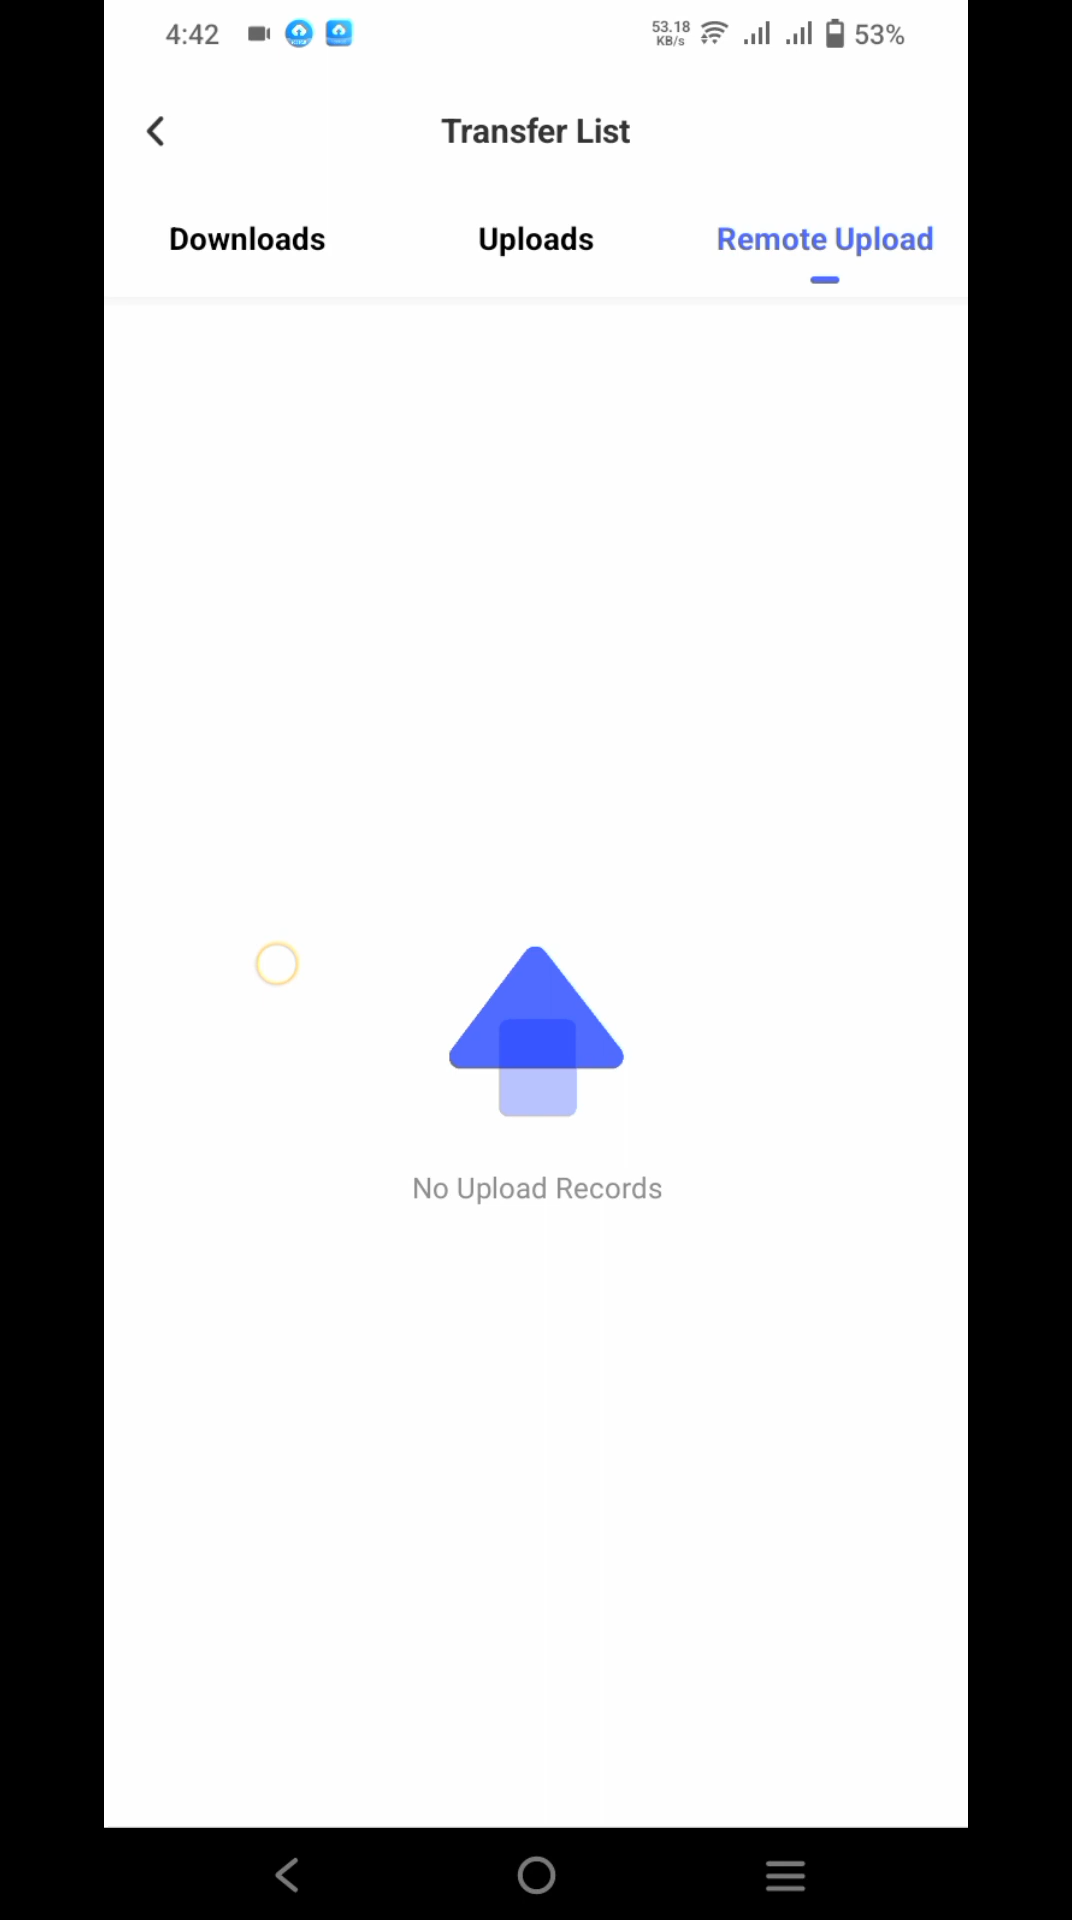 4:42
53.18
KB/s
53%
Transfer List
Downloads
Uploads
Remote Upload
No Upload Records